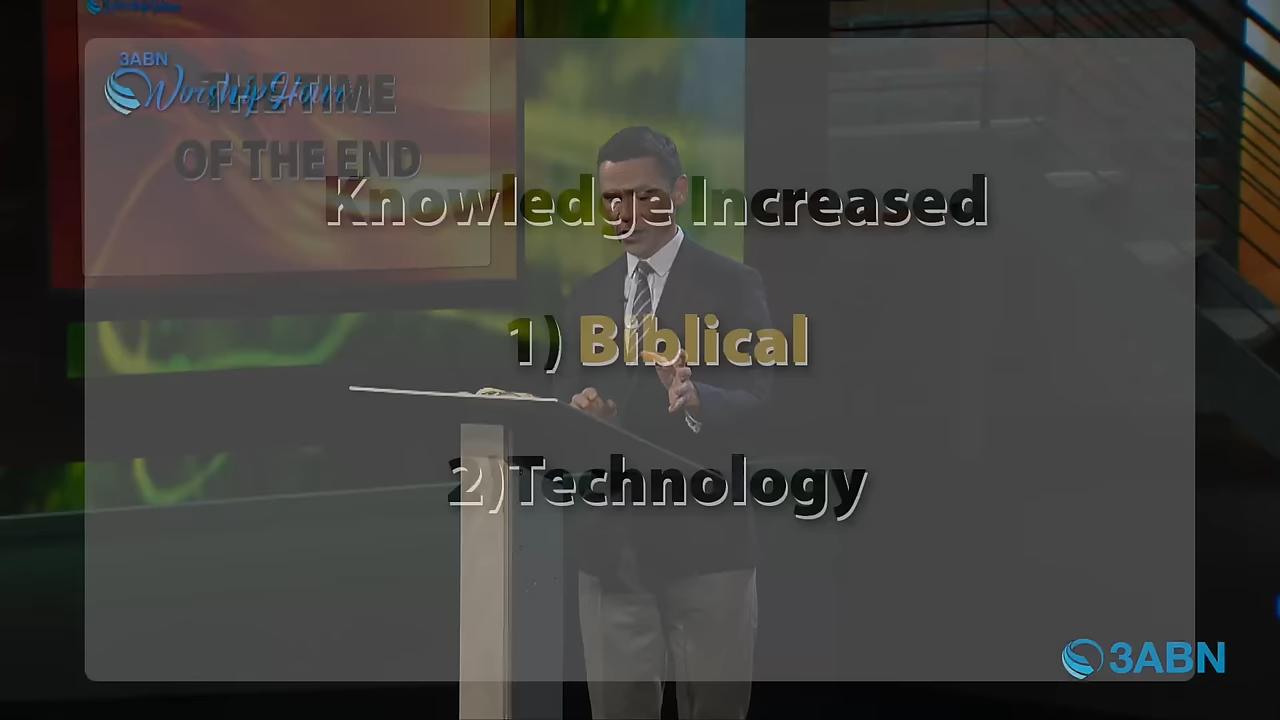 3ABN
Worship Hour
THE TIME
OF THE END
Knowledge Increased
1) Biblical
2)Technology
3ABN